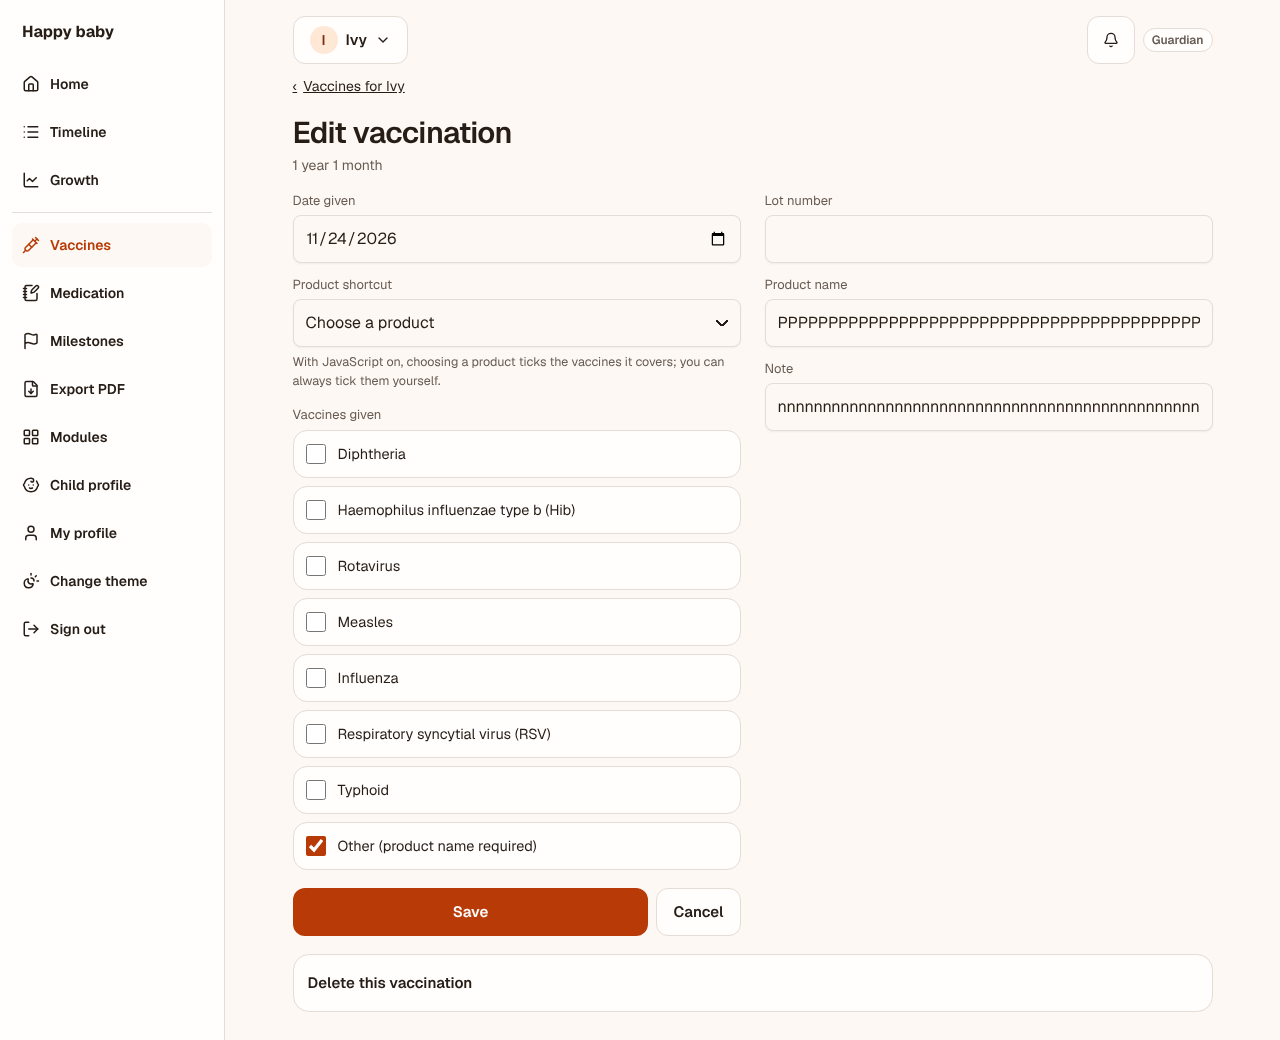 Happy baby
Home
Timeline
Growth
Vaccines
Medication
Milestones
Export PDF
Modules
Child profile
My profile
Change theme
Sign out
I Ivy
Guardian
‹ Vaccines for Ivy
Edit vaccination
1 year 1 month
Date given
11/24/2026
Product shortcut
Choose a product
With JavaScript on, choosing a product ticks the vaccines it covers; you can
always tick them yourself.
Vaccines given
Diphtheria
Haemophilus influenzae type b (Hib)
Rotavirus
Measles
Influenza
Respiratory syncytial virus (RSV)
Typhoid
Other (product name required)
Lot number
Product name
PPPPPPPPPPPPPPPPPPPPPPPPPPPPPPPPPPPPPPPPPP
Note
nnnnnnnnnnnnnnnnnnnnnnnnnnnnnnnnnnnnnnnnnnnnnnn
Save
Cancel
Delete this vaccination